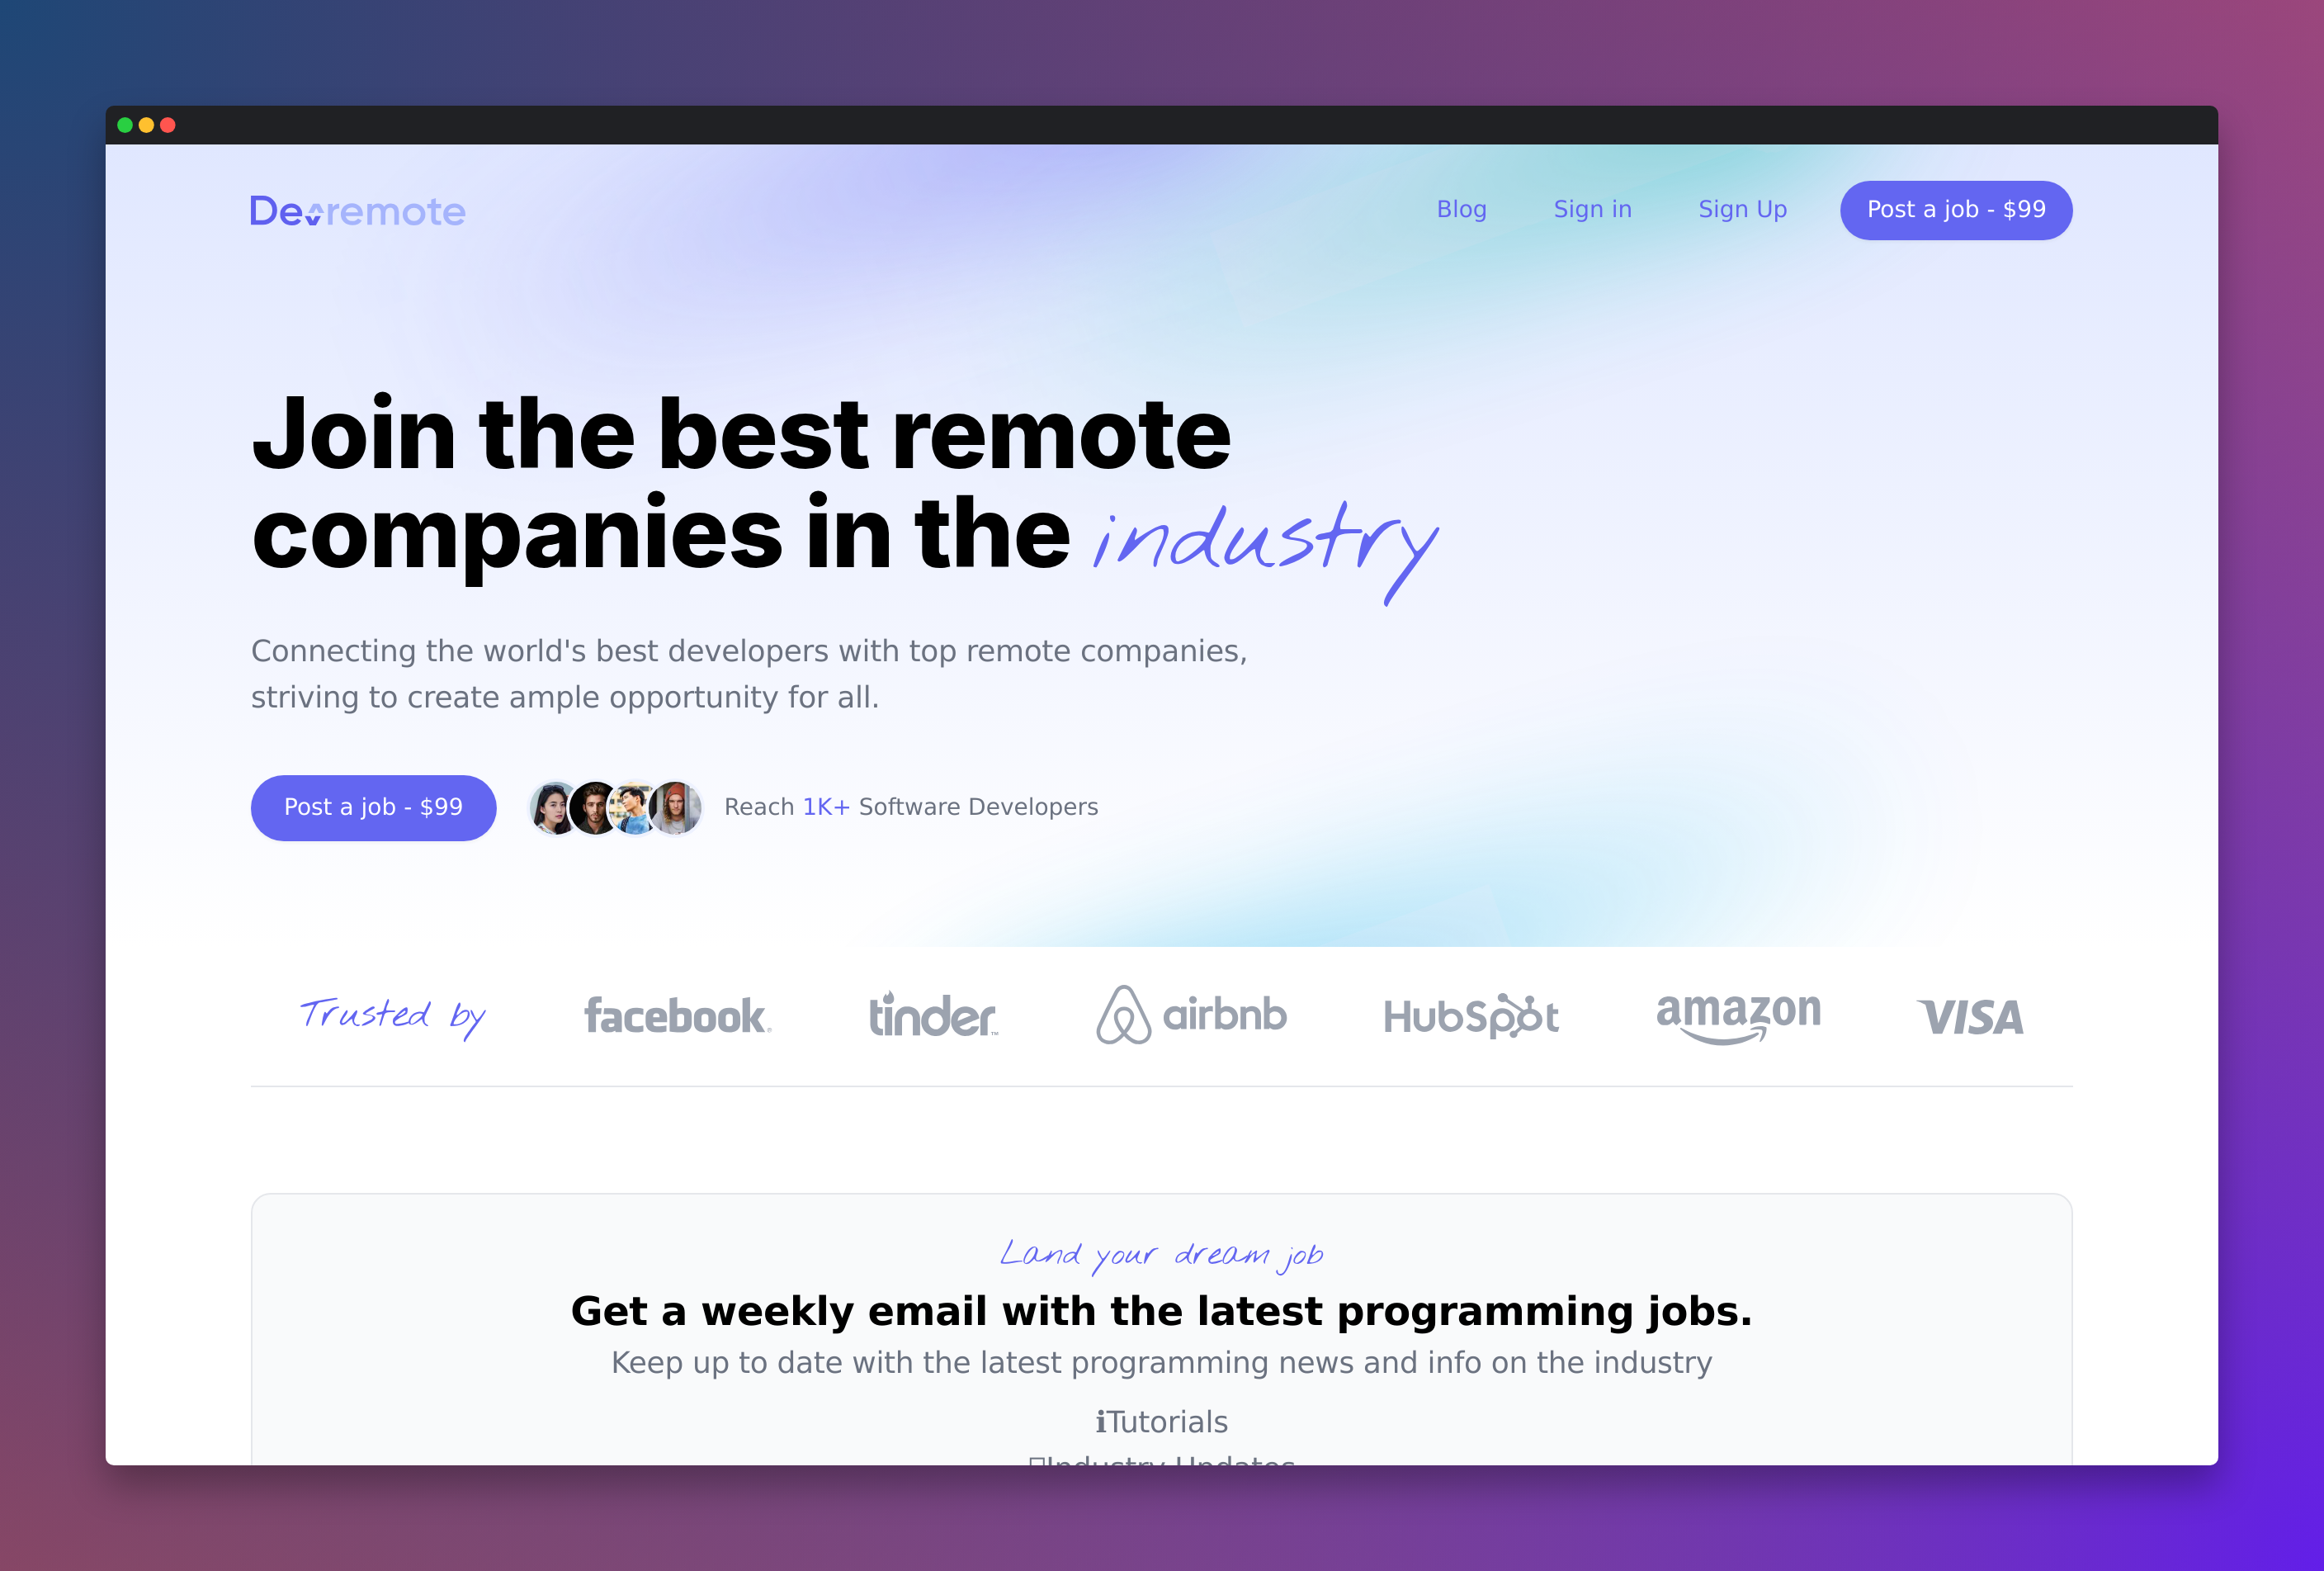 Devremote
Blog
Sign in
Sign Up
Post a job - $99
Join the best remote
companies in the industry
Connecting the world's best developers with top remote companies,
striving to create ample opportunity for all.
Post a job - $99
Reach 1K+ Software Developers
Trusted by
facebook®
tinder™
airbnb
HubSpot
amazon
VISA
Land your dream job
Get a weekly email with the latest programming jobs.
Keep up to date with the latest programming news and info on the industry
ℹTutorials
Industry Updates